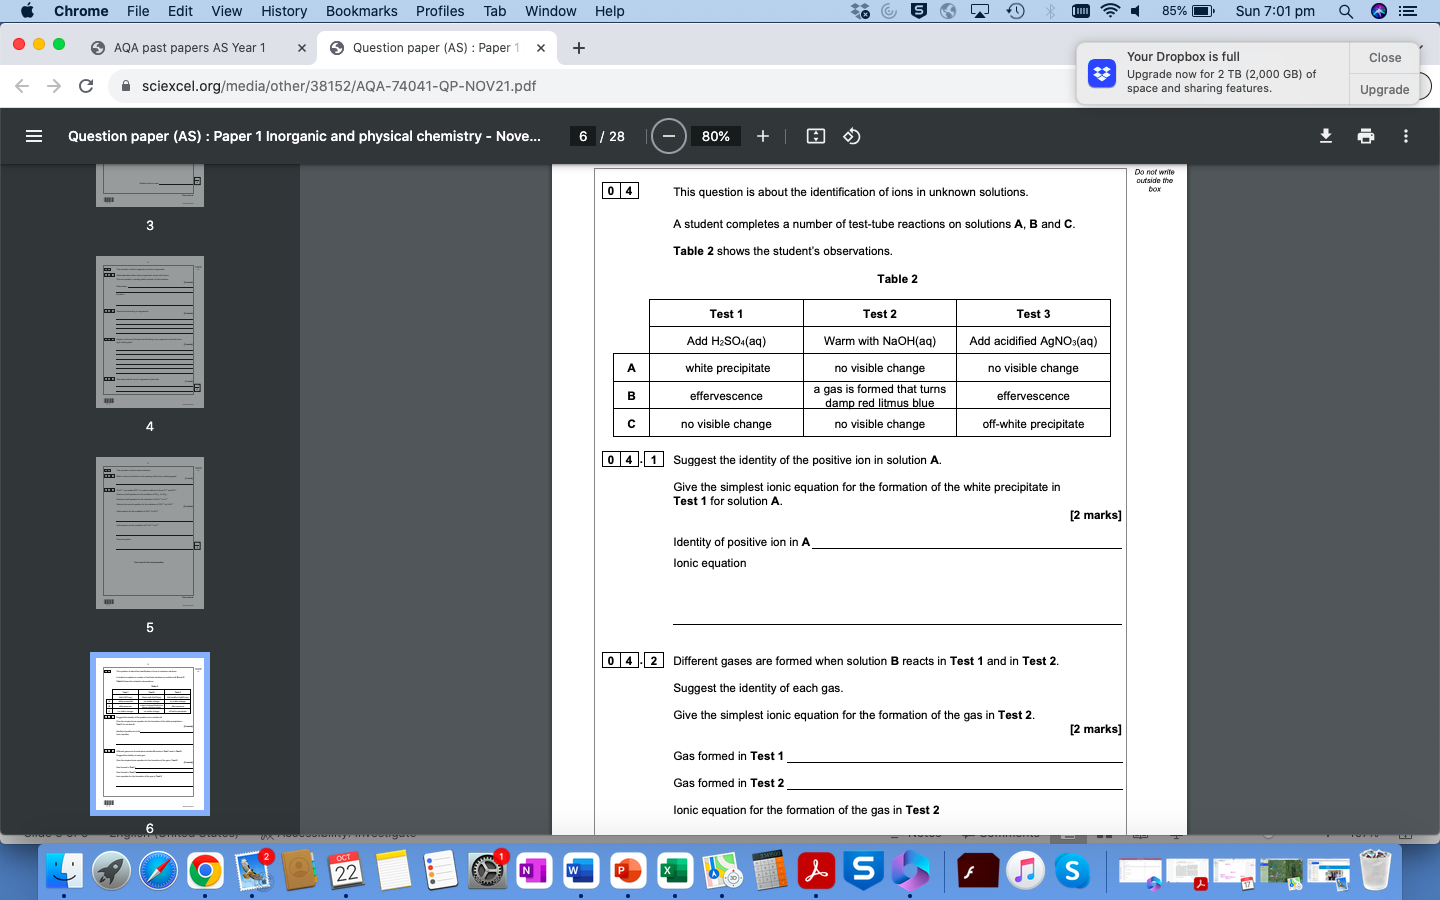 Chrome File Edit View History Bookmarks Profiles Tab Window Help
85% Sun 7:01 pm
AQA past papers AS Year 1
Question paper (AS) : Paper 1
Your Dropbox is full
Upgrade now for 2 TB (2,000 GB) of
space and sharing features.
Close
Upgrade
sciexcel.org/media/other/38152/AQA-74041-QP-NOV21.pdf
Question paper (AS) : Paper 1 Inorganic and physical chemistry - Nove...
6 / 28
80%
3
4
5
6
Do not write
outside the
box
0 4
This question is about the identification of ions in unknown solutions.
A student completes a number of test-tube reactions on solutions A, B and C.
Table 2 shows the student's observations.
Table 2
Test 1 Test 2 Test 3
Add H₂SO₄(aq) Warm with NaOH(aq) Add acidified AgNO₃(aq)
A white precipitate no visible change no visible change
B effervescence a gas is formed that turns damp red litmus blue effervescence
C no visible change no visible change off-white precipitate
0 4 . 1 Suggest the identity of the positive ion in solution A.
Give the simplest ionic equation for the formation of the white precipitate in
Test 1 for solution A.
[2 marks]
Identity of positive ion in A
Ionic equation
0 4 . 2 Different gases are formed when solution B reacts in Test 1 and in Test 2.
Suggest the identity of each gas.
Give the simplest ionic equation for the formation of the gas in Test 2.
[2 marks]
Gas formed in Test 1
Gas formed in Test 2
Ionic equation for the formation of the gas in Test 2
2
OCT
22
1